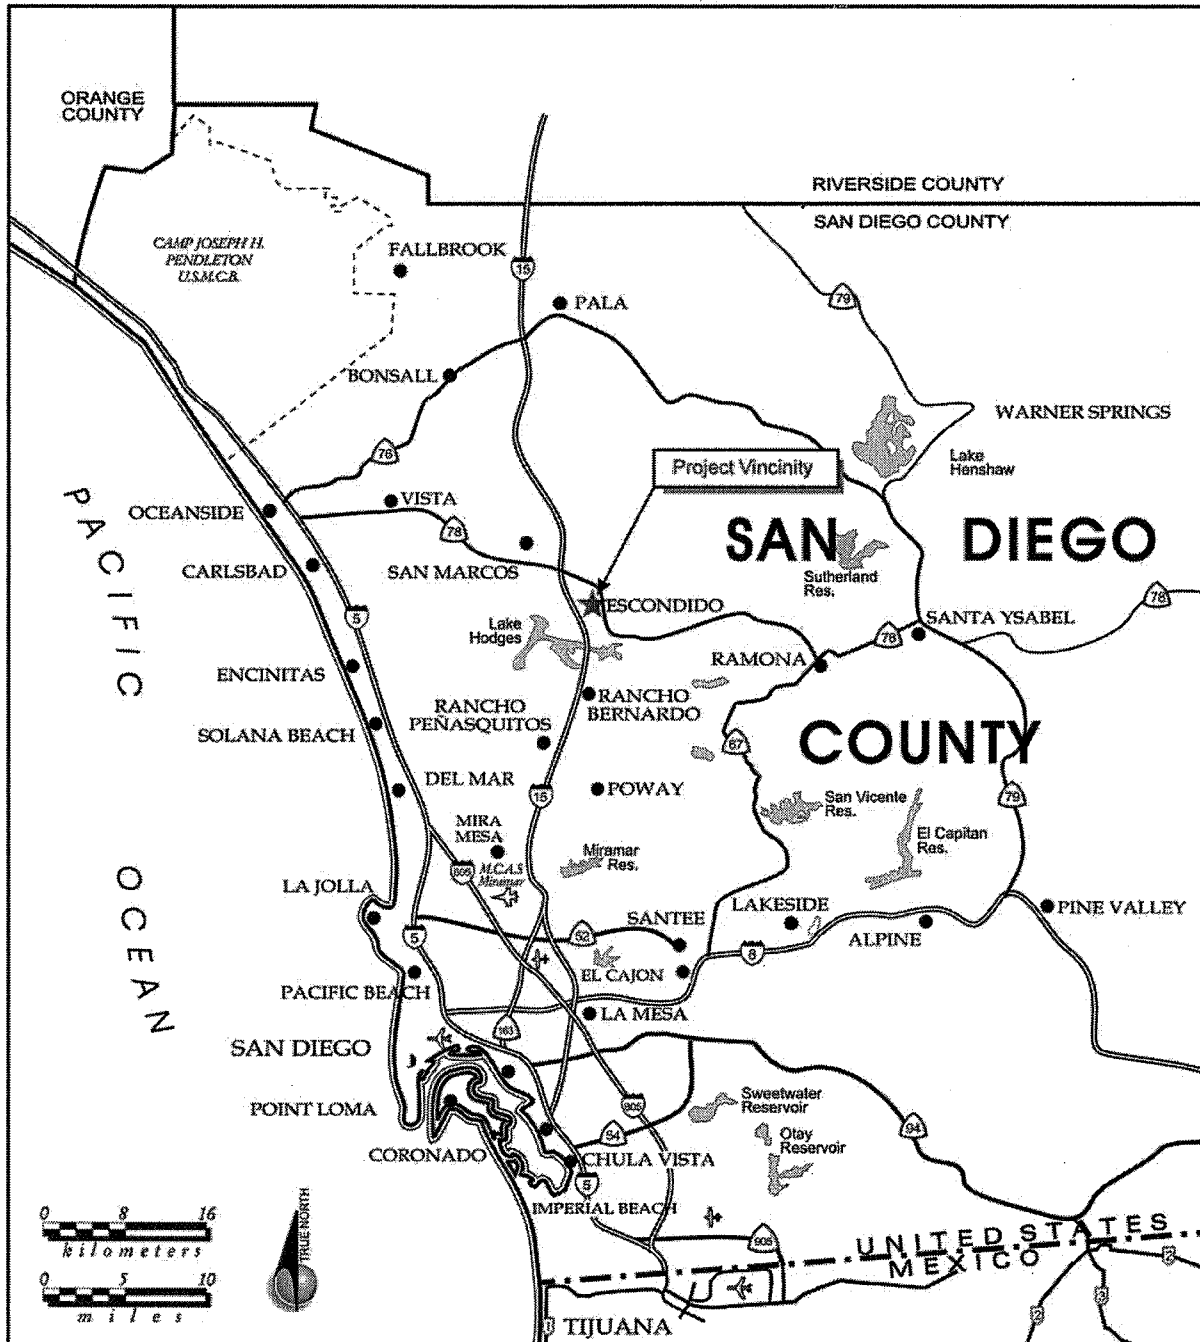 ORANGE
COUNTY
RIVERSIDE COUNTY
SAN DIEGO COUNTY
CAMP JOSEPH H.
PENDLETON
U.S.M.C.B.
FALLBROOK
15
79
PALA
BONSALL
WARNER SPRINGS
76
Lake
Henshaw
Project Vincinity
PACIFIC
OCEANSIDE
VISTA
78
SAN DIEGO
CARLSBAD
SAN MARCOS
Sutherland
Res.
78
5
ESCONDIDO
SANTA YSABEL
Lake
Hodges
78
RAMONA
ENCINITAS
RANCHO
PEÑASQUITOS
RANCHO
BERNARDO
SOLANA BEACH
67
COUNTY
DEL MAR
15
POWAY
San Vicente
Res.
79
MIRA
MESA
El Capitan
Res.
OCEAN
805
M.C.A.S
Miramar
Miramar
Res.
LA JOLLA
SANTEE
LAKESIDE
PINE VALLEY
5
52
8
ALPINE
EL CAJON
PACIFIC BEACH
LA MESA
163
SAN DIEGO
POINT LOMA
805
Sweetwater
Reservoir
54
Otay
Reservoir
94
CORONADO
CHULA VISTA
5
IMPERIAL BEACH
0 8 16
kilometers
TRUE NORTH
905
UNITED STATES
MEXICO
2
0 5 10
miles
2
3
1
TIJUANA